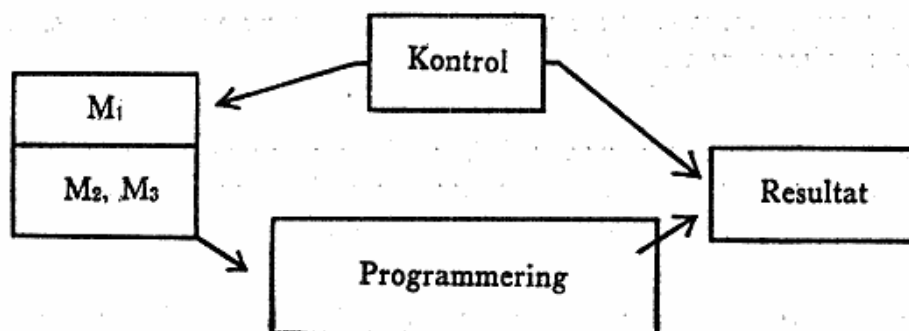 Kontrol
M₁
M₂, M₃
Resultat
Programmering